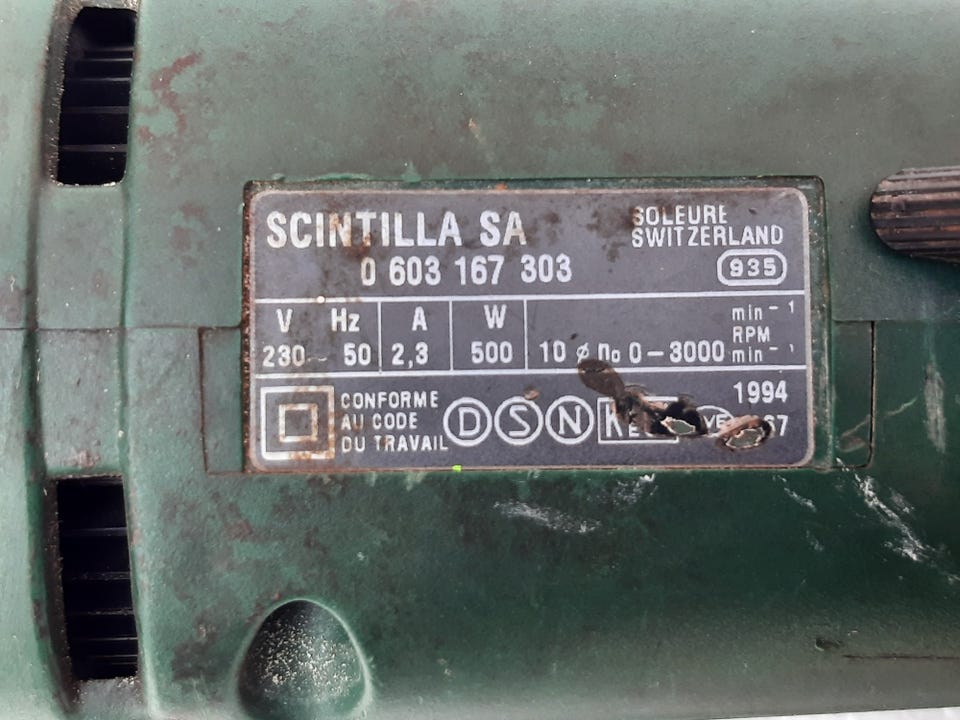 SCINTILLA SA
0 603 167 303
SOLEURE
SWITZERLAND
935
V Hz A W
230 ~ 50 2,3 500
10 ø n₀ 0 – 3000
min⁻¹
RPM
min⁻¹
CONFORME
AU CODE
DU TRAVAIL
D S N
1994
67